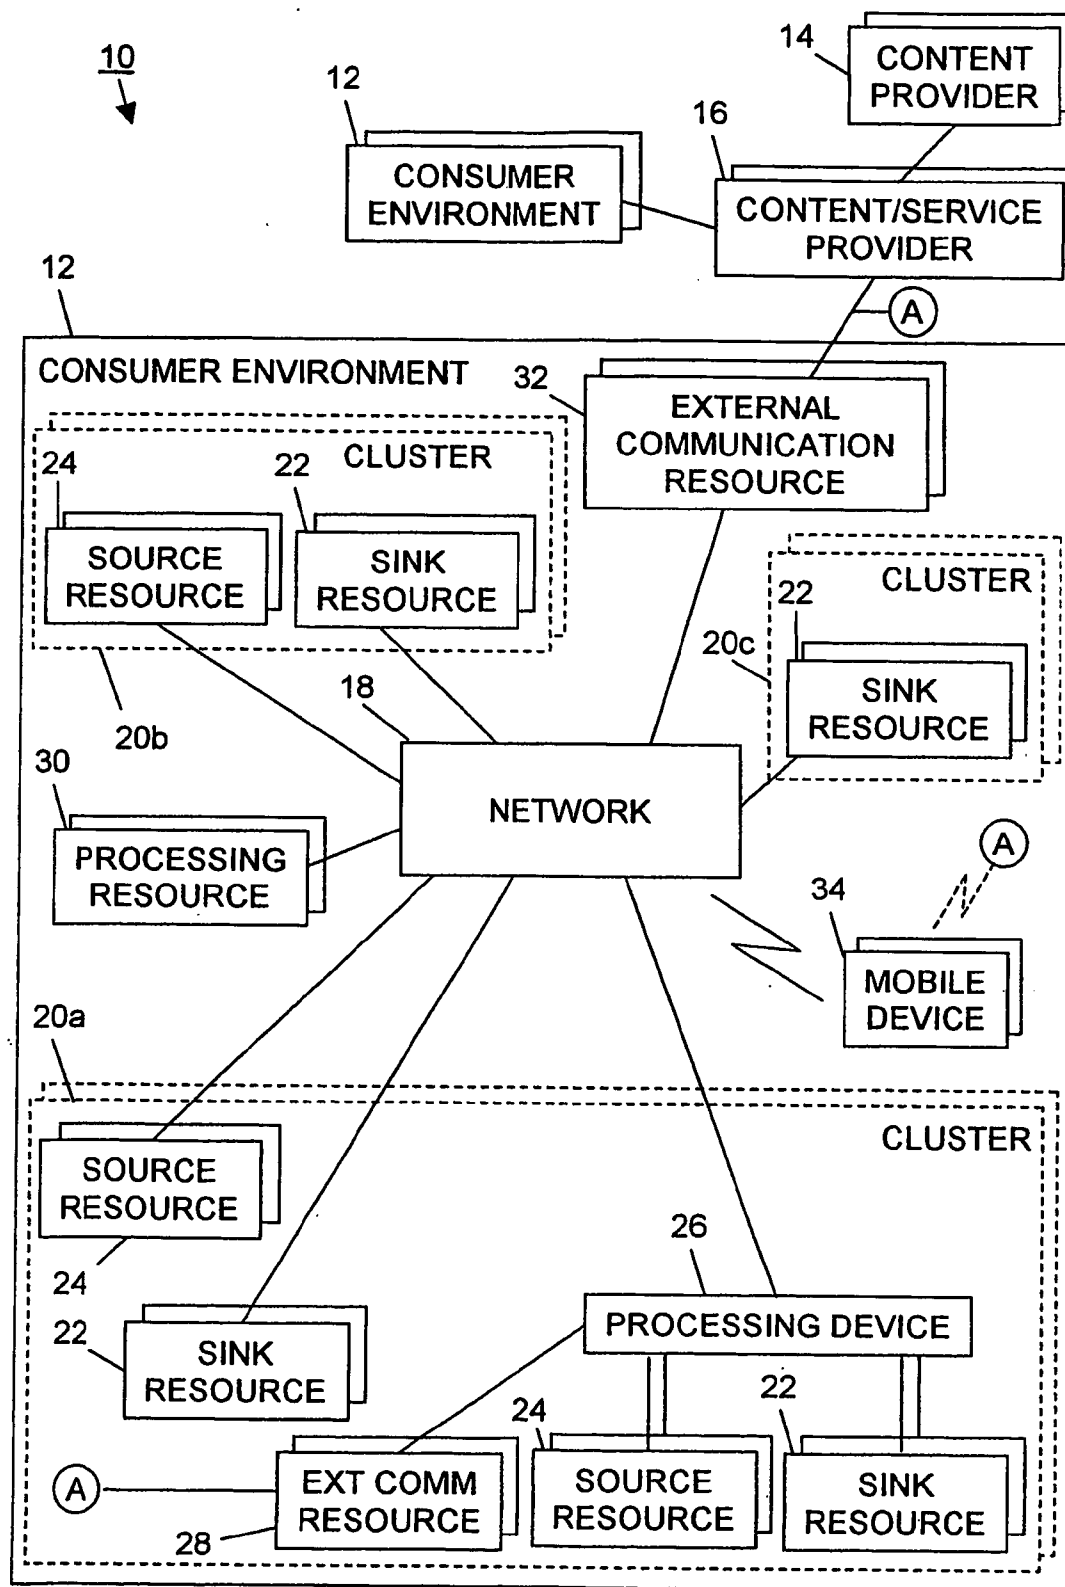 10
14
CONTENT
PROVIDER
12
16
CONSUMER
ENVIRONMENT
CONTENT/SERVICE
PROVIDER
12
A
CONSUMER ENVIRONMENT
32
EXTERNAL
COMMUNICATION
RESOURCE
CLUSTER
24
22
SOURCE
RESOURCE
SINK
RESOURCE
CLUSTER
22
20c
SINK
RESOURCE
20b
18
NETWORK
30
PROCESSING
RESOURCE
A
34
MOBILE
DEVICE
20a
CLUSTER
SOURCE
RESOURCE
24
26
PROCESSING DEVICE
22
SINK
RESOURCE
24
22
A
EXT COMM
RESOURCE
28
SOURCE
RESOURCE
SINK
RESOURCE